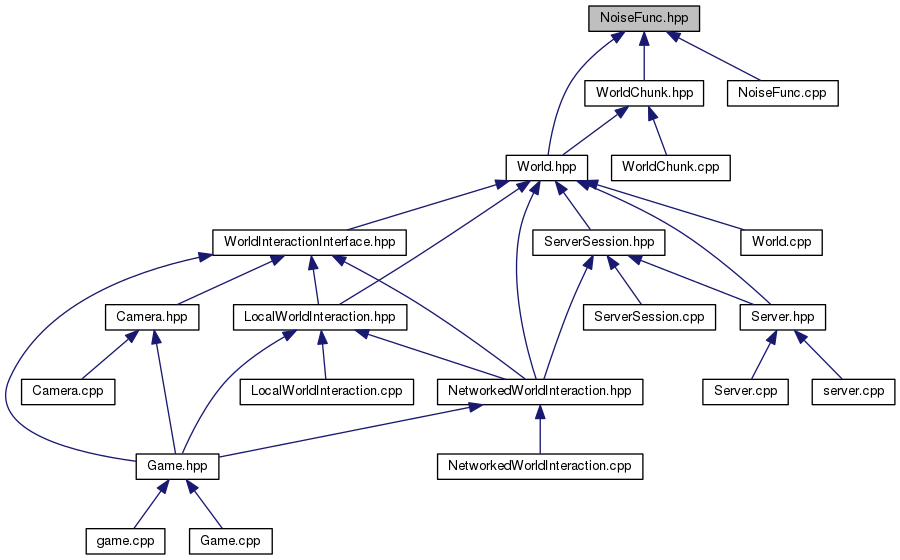 NoiseFunc.hpp
WorldChunk.hpp
NoiseFunc.cpp
World.hpp
WorldChunk.cpp
WorldInteractionInterface.hpp
ServerSession.hpp
World.cpp
Camera.hpp
LocalWorldInteraction.hpp
ServerSession.cpp
Server.hpp
Camera.cpp
LocalWorldInteraction.cpp
NetworkedWorldInteraction.hpp
Server.cpp
server.cpp
Game.hpp
NetworkedWorldInteraction.cpp
game.cpp
Game.cpp